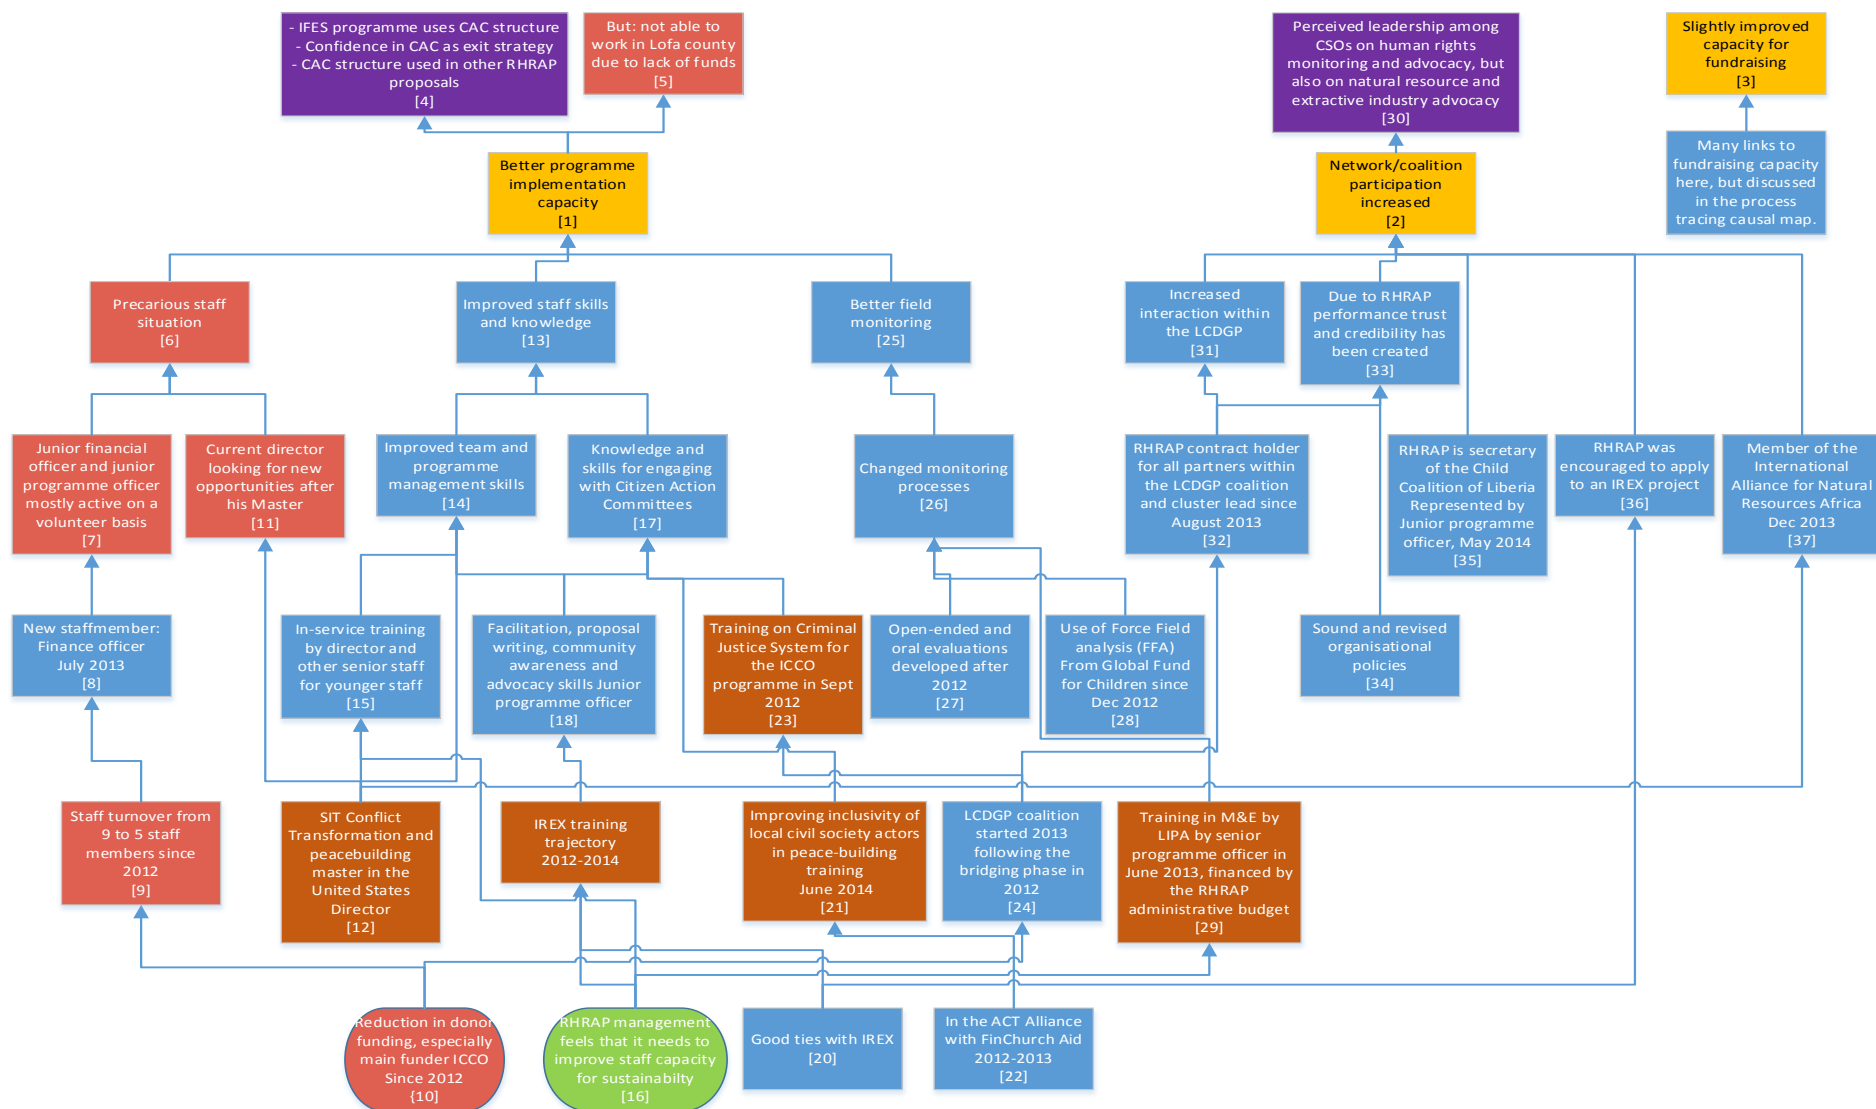 - IFES programme uses CAC structure
- Confidence in CAC as exit strategy
- CAC structure used in other RHRAP
proposals
[4]
But: not able to
work in Lofa county
due to lack of funds
[5]
Perceived leadership among
CSOs on human rights
monitoring and advocacy, but
also on natural resource and
extractive industry advocacy
[30]
Slightly improved
capacity for
fundraising
[3]
Better programme
implementation
capacity
[1]
Network/coalition
participation
increased
[2]
Many links to
fundraising capacity
here, but discussed
in the process
tracing causal map.
Precarious staff
situation
[6]
Improved staff skills
and knowledge
[13]
Better field
monitoring
[25]
Increased
interaction within
the LCDGP
[31]
Due to RHRAP
performance trust
and credibility has
been created
[33]
Junior financial
officer and junior
programme officer
mostly active on a
volunteer basis
[7]
Current director
looking for new
opportunities after
his Master
[11]
Improved team and
programme
management skills
[14]
Knowledge and
skills for engaging
with Citizen Action
Committees
[17]
Changed monitoring
processes
[26]
RHRAP contract holder
for all partners within
the LCDGP coalition
and cluster lead since
August 2013
[32]
RHRAP is secretary
of the Child
Coalition of Liberia
Represented by
Junior programme
officer, May 2014
[35]
RHRAP was
encouraged to apply
to an IREX project
[36]
Member of the
International
Alliance for Natural
Resources Africa
Dec 2013
[37]
New staffmember:
Finance officer
July 2013
[8]
In-service training
by director and
other senior staff
for younger staff
[15]
Facilitation, proposal
writing, community
awareness and
advocacy skills Junior
programme officer
[18]
Training on Criminal
Justice System for
the ICCO
programme in Sept
2012
[23]
Open-ended and
oral evaluations
developed after
2012
[27]
Use of Force Field
analysis (FFA)
From Global Fund
for Children since
Dec 2012
[28]
Sound and revised
organisational
policies
[34]
Staff turnover from
9 to 5 staff
members since
2012
[9]
SIT Conflict
Transformation and
peacebuilding
master in the
United States
Director
[12]
IREX training
trajectory
2012-2014
Improving inclusivity of
local civil society actors
in peace-building
training
June 2014
[21]
LCDGP coalition
started 2013
following the
bridging phase in
2012
[24]
Training in M&E by
LIPA by senior
programme officer in
June 2013, financed by
the RHRAP
administrative budget
[29]
Reduction in donor
funding, especially
main funder ICCO
Since 2012
{10]
RHRAP management
feels that it needs to
improve staff capacity
for sustainabilty
[16]
Good ties with IREX
[20]
In the ACT Alliance
with FinChurch Aid
2012-2013
[22]